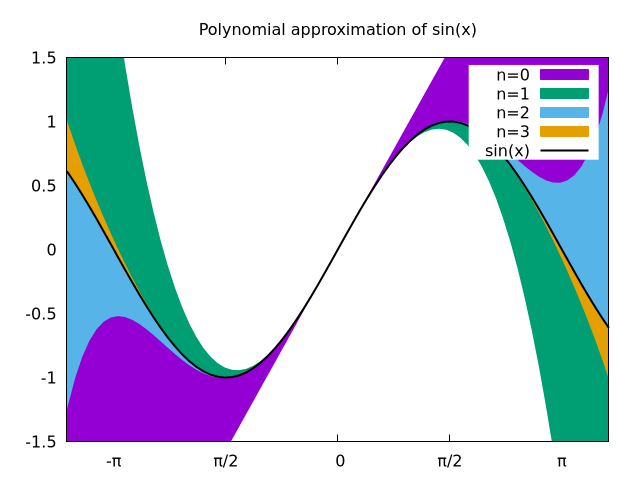 Polynomial approximation of sin(x)
1.5
1
0.5
0
-0.5
-1
-1.5
n=0
n=1
n=2
n=3
sin(x)
-π π/2 0 π/2 π